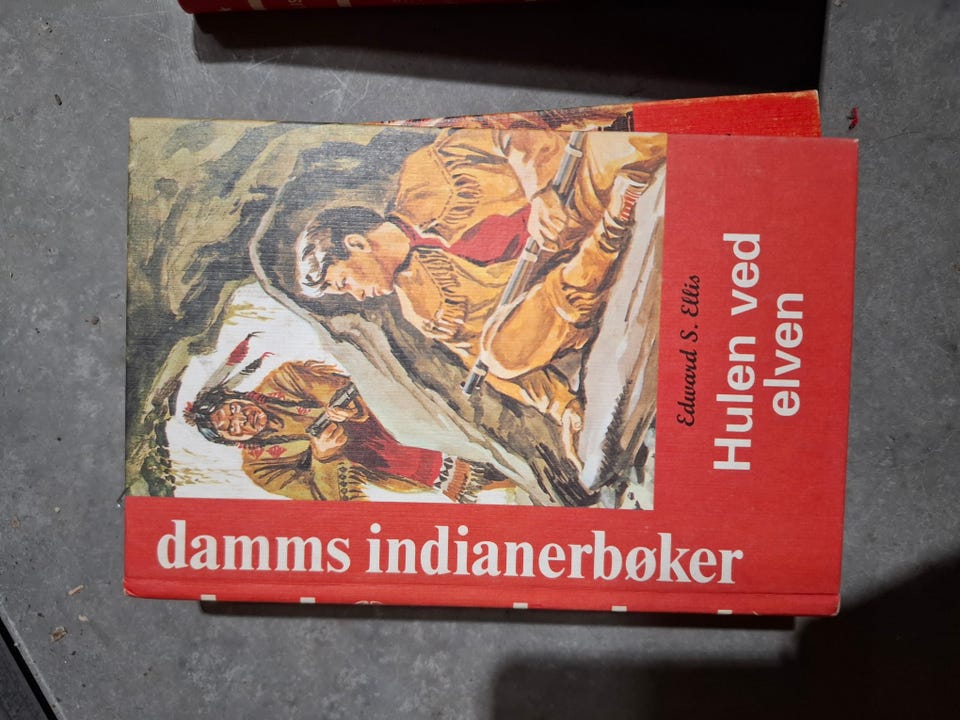 damms indianerbøker
Edward S. Ellis
Hulen ved
elven